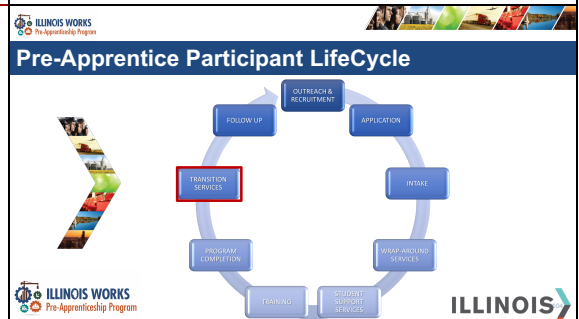 ILLINOIS WORKS
Pre-Apprenticeship Program
Pre-Apprentice Participant LifeCycle
OUTREACH &
RECRUITMENT
APPLICATION
INTAKE
WRAP-AROUND
SERVICES
STUDENT
SUPPORT
SERVICES
TRAINING
PROGRAM
COMPLETION
TRANSITION
SERVICES
FOLLOW UP
ILLINOIS WORKS
Pre-Apprenticeship Program
ILLINOIS